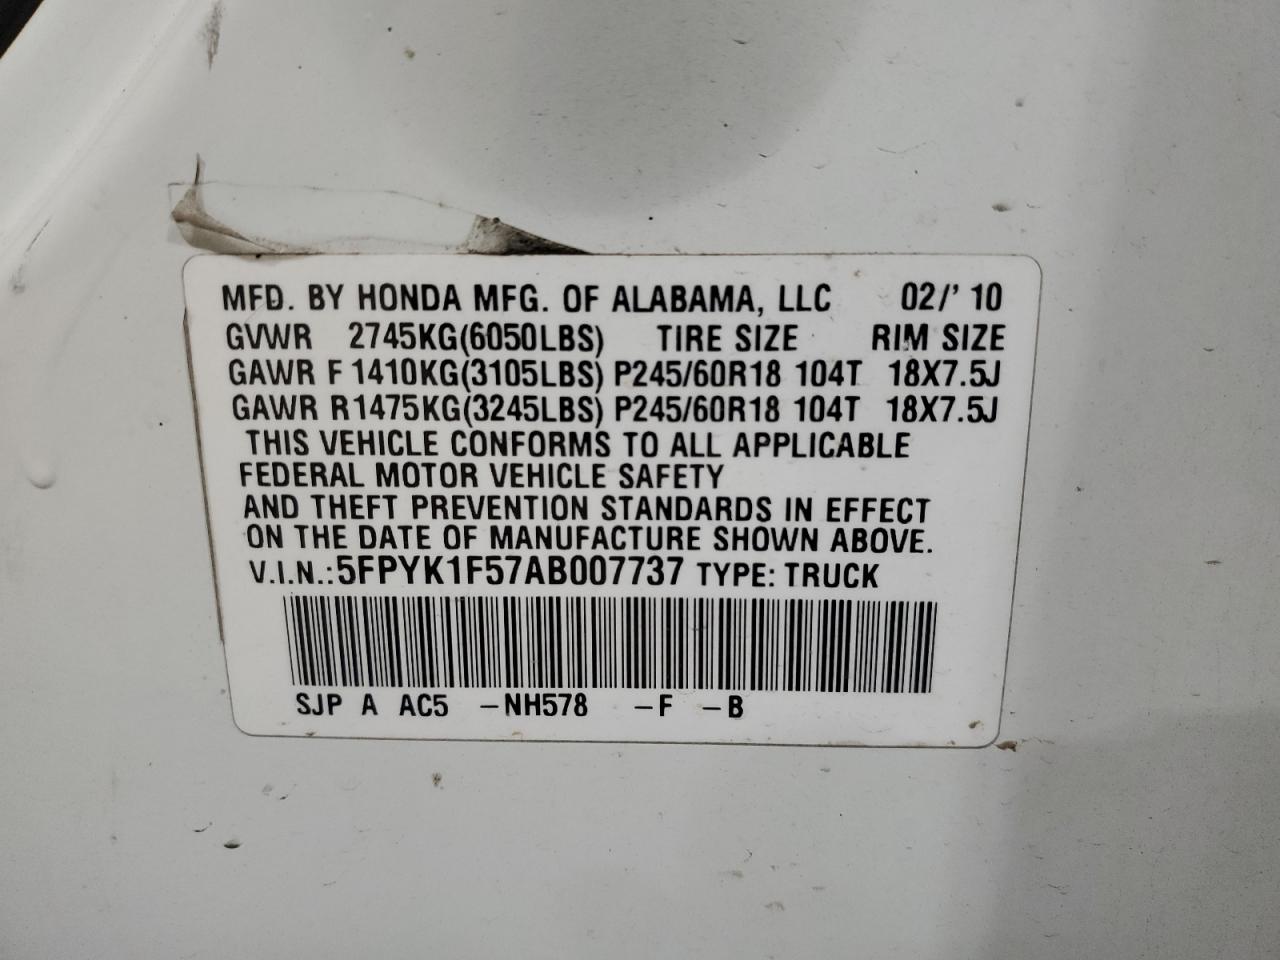 MFD. BY HONDA MFG. OF ALABAMA, LLC 02/' 10
GVWR 2745KG(6050LBS) TIRE SIZE RIM SIZE
GAWR F 1410KG(3105LBS) P245/60R18 104T 18X7.5J
GAWR R1475KG(3245LBS) P245/60R18 104T 18X7.5J
THIS VEHICLE CONFORMS TO ALL APPLICABLE
FEDERAL MOTOR VEHICLE SAFETY
AND THEFT PREVENTION STANDARDS IN EFFECT
ON THE DATE OF MANUFACTURE SHOWN ABOVE.
V.I.N.:5FPYK1F57AB007737 TYPE: TRUCK
SJP A AC5 -NH578 -F -B